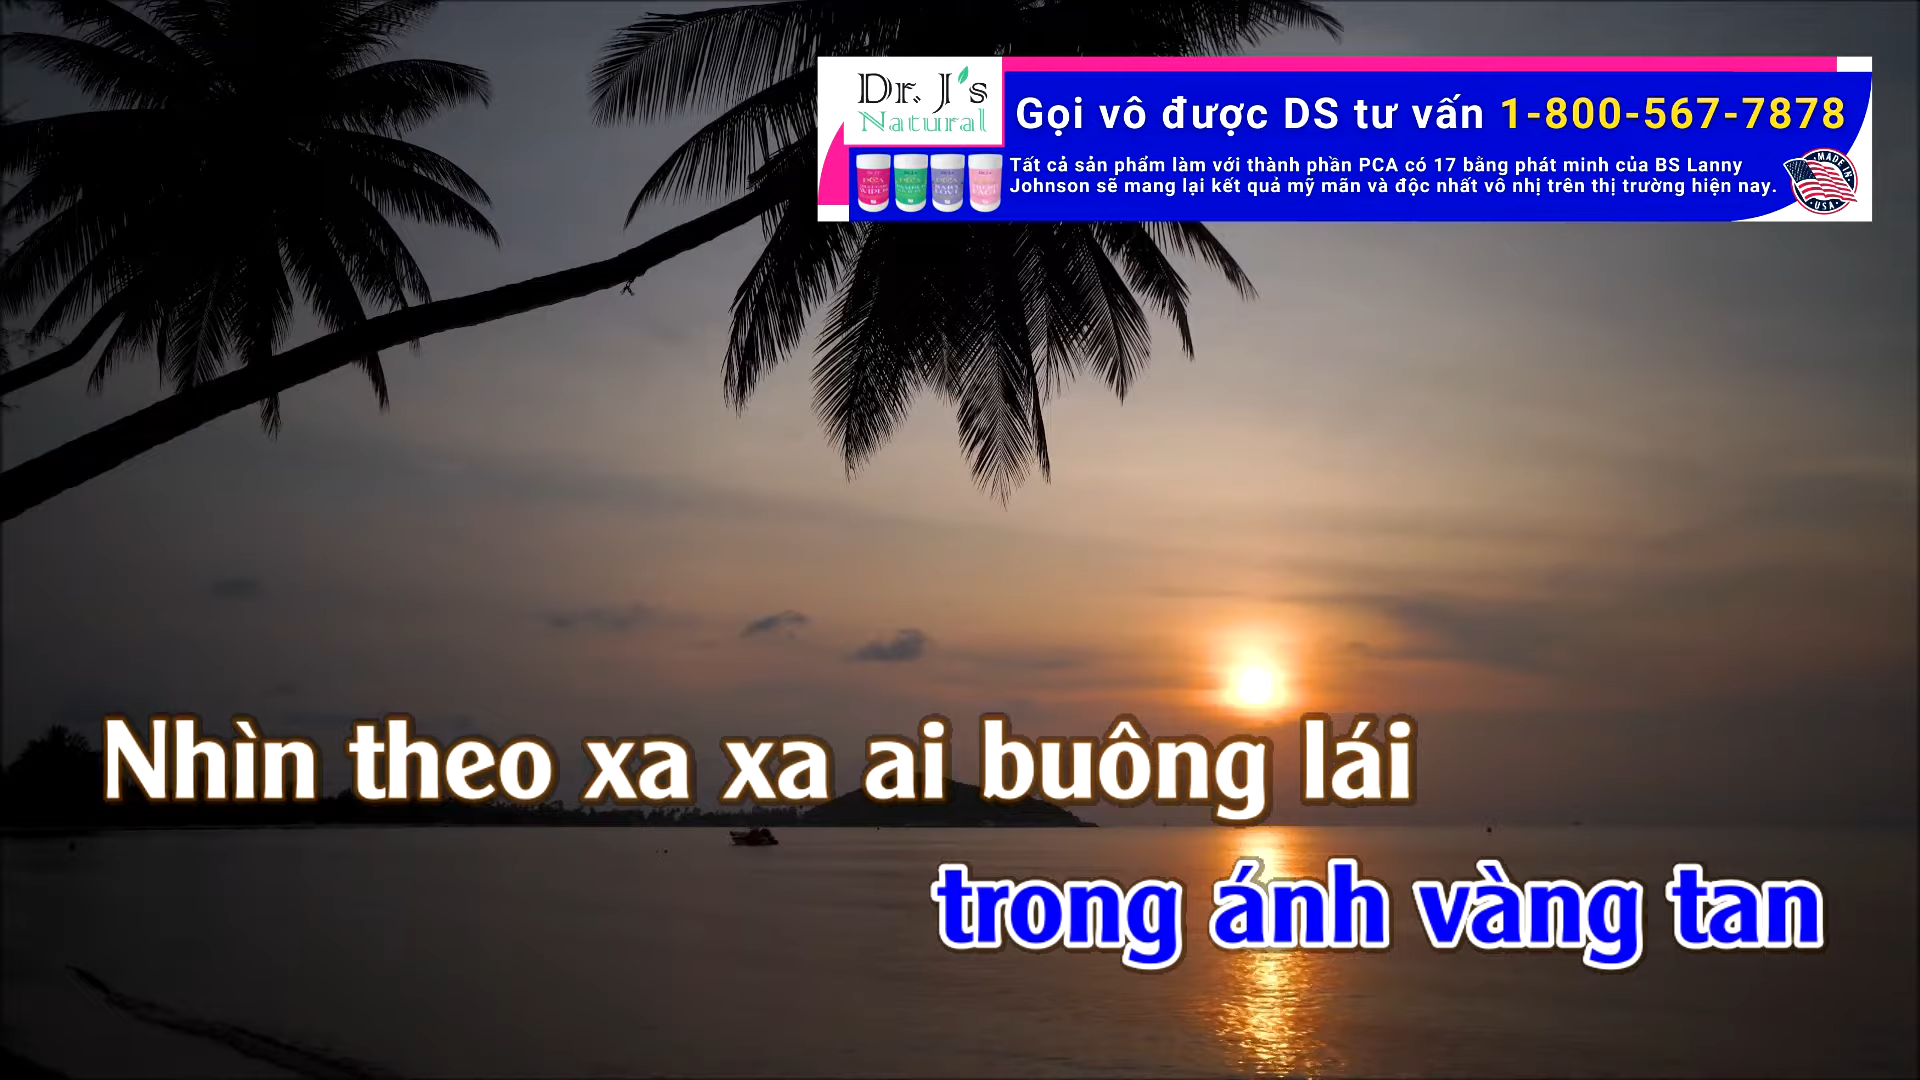 Dr. J's
Natural
Gọi vô được DS tư vấn 1-800-567-7878
Tất cả sản phẩm làm với thành phần PCA có 17 bằng phát minh của BS Lanny
Johnson sẽ mang lại kết quả mỹ mãn và độc nhất vô nhị trên thị trường hiện nay.
MADE IN
USA
Nhìn theo xa xa ai buông lái
trong ánh vàng tan